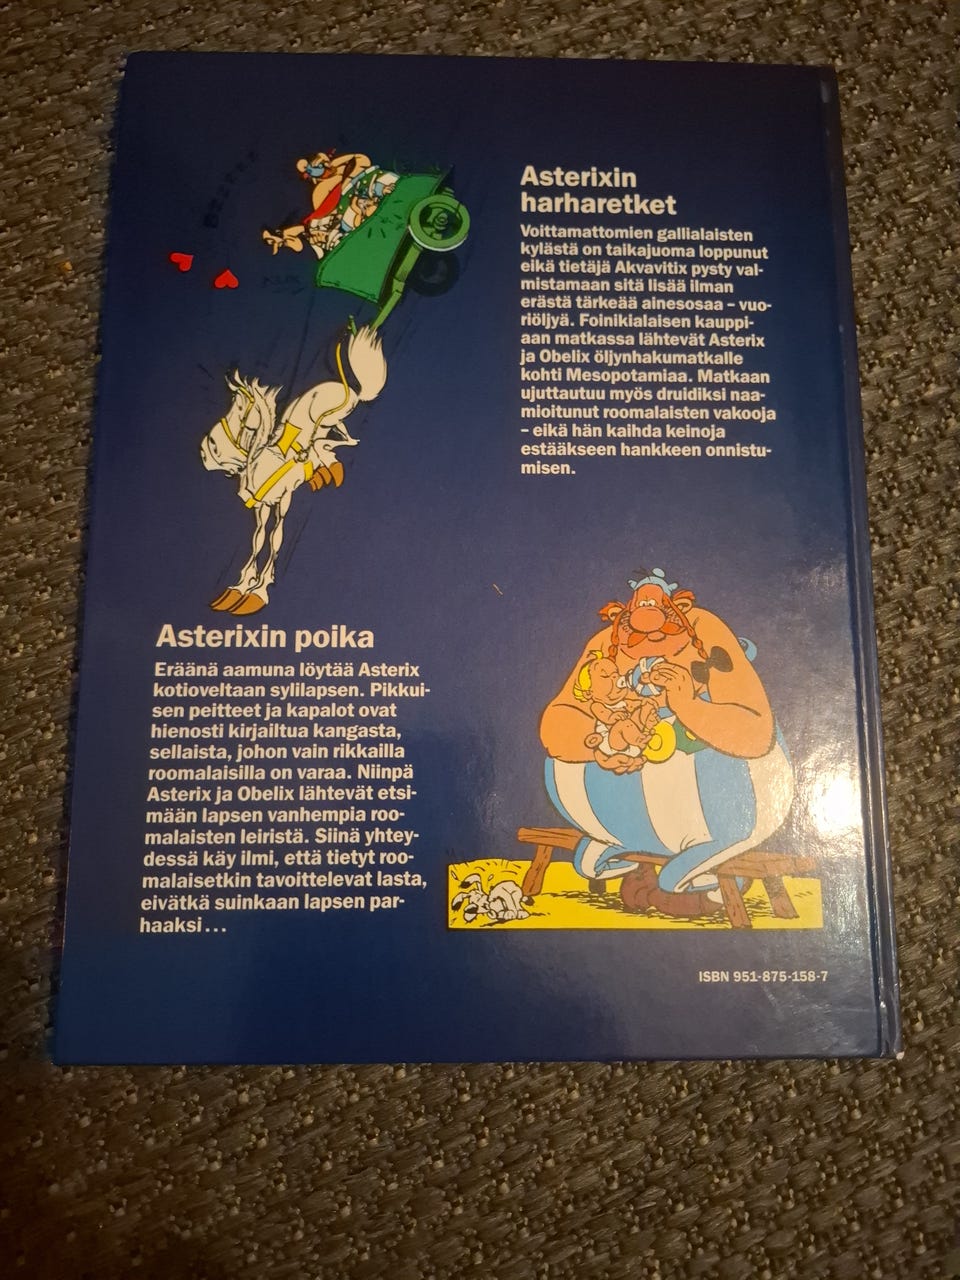 Asterixin
harharetket
Voittamattomien gallialaisten
kylästä on taikajuoma loppunut
eikä tietäjä Akvavitix pysty val-
mistamaan sitä lisää ilman
erästä tärkeää ainesosaa – vuo-
riöljyä. Foinikialaisen kauppi-
aan matkassa lähtevät Asterix
ja Obelix öljynhakumatkalle
kohti Mesopotamiaa. Matkaan
ujuttautuu myös druidiksi naa-
mioitunut roomalaisten vakooja
– eikä hän kaihda keinoja
estääkseen hankkeen onnistu-
misen.
Asterixin poika
Eräänä aamuna löytää Asterix
kotioveltaan sylilapsen. Pikkui-
sen peitteet ja kapalot ovat
hienosti kirjailtua kangasta,
sellaista, johon vain rikkailla
roomalaisilla on varaa. Niinpä
Asterix ja Obelix lähtevät etsi-
mään lapsen vanhempia roo-
malaisten leiristä. Siinä yhtey-
dessä käy ilmi, että tietyt roo-
malaisetkin tavoittelevat lasta,
eivätkä suinkaan lapsen par-
haaksi...
ISBN 951-875-158-7